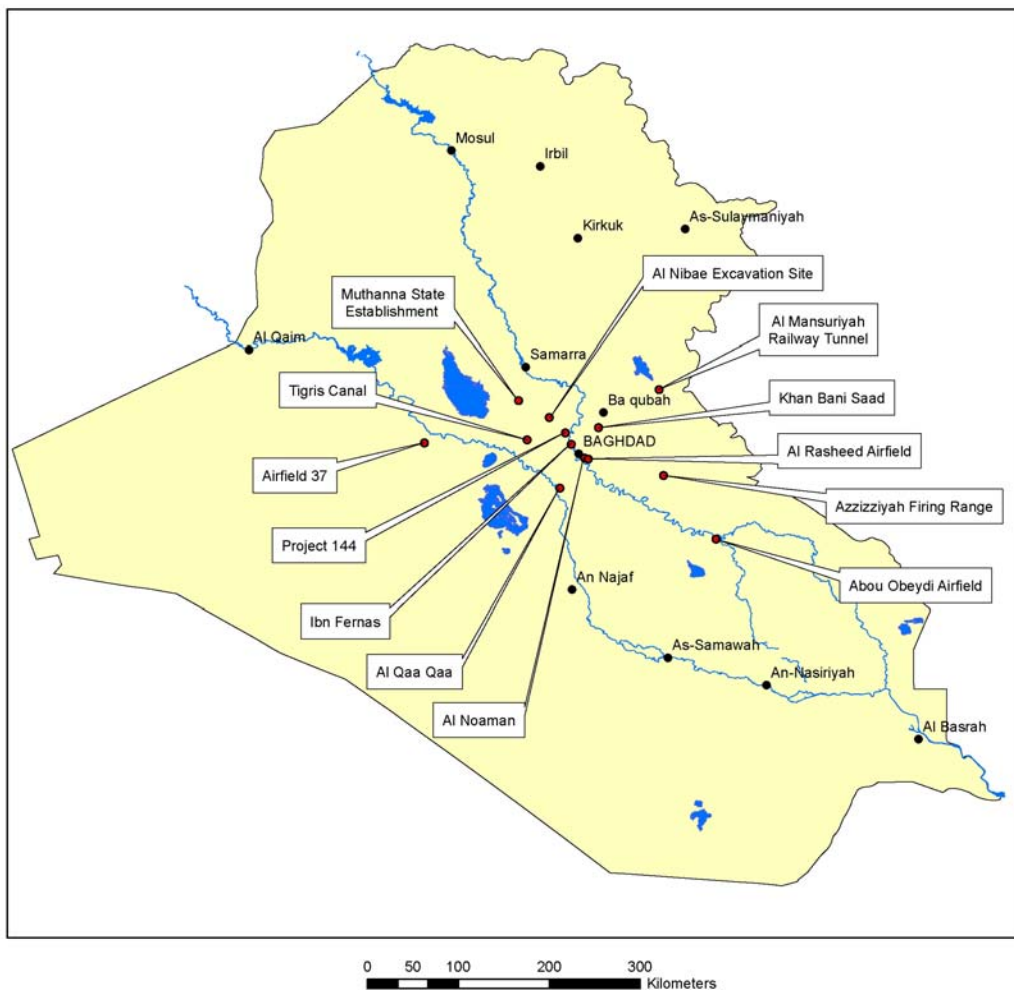 Mosul
Irbil
As-Sulaymaniyah
Kirkuk
Al Nibae Excavation Site
Muthanna State
Establishment
Al Mansuriyah
Railway Tunnel
Al Qaim
Samarra
Tigris Canal
Ba qubah
Khan Bani Saad
BAGHDAD
Al Rasheed Airfield
Airfield 37
Azzizziyah Firing Range
Project 144
An Najaf
Abou Obeydi Airfield
Ibn Fernas
As-Samawah
Al Qaa Qaa
An-Nasiriyah
Al Noaman
Al Basrah
0 50 100 200 300
Kilometers